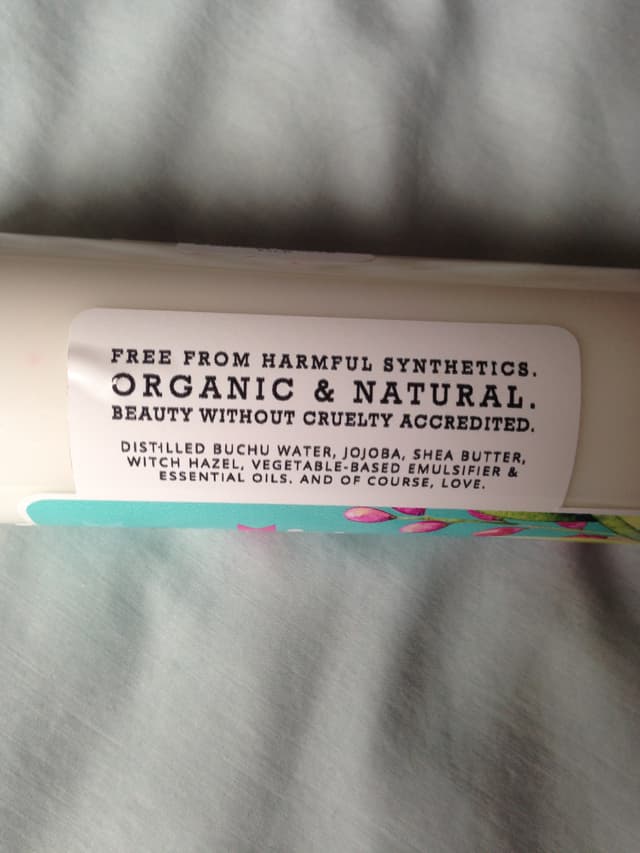 FREE FROM HARMFUL SYNTHETICS.
ORGANIC & NATURAL.
BEAUTY WITHOUT CRUELTY ACCREDITED.
DISTILLED BUCHU WATER, JOJOBA, SHEA BUTTER,
WITCH HAZEL, VEGETABLE-BASED EMULSIFIER &
ESSENTIAL OILS. AND OF COURSE, LOVE.